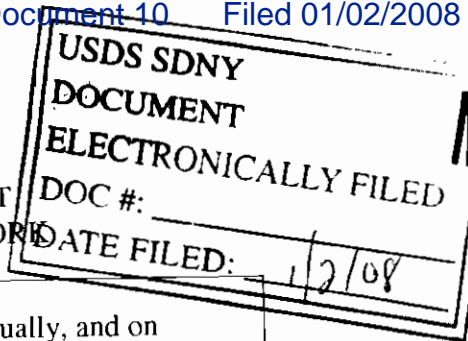 Document 10 Filed 01/02/2008
USDS SDNY
DOCUMENT
ELECTRONICALLY FILED
DOC #:
DATE FILED: 1/2/08
ually, and on